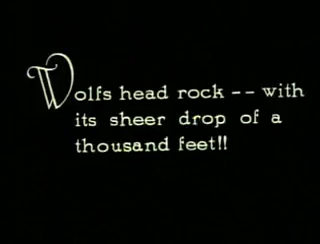 Wolfs head rock -- with
its sheer drop of a
thousand feet!!